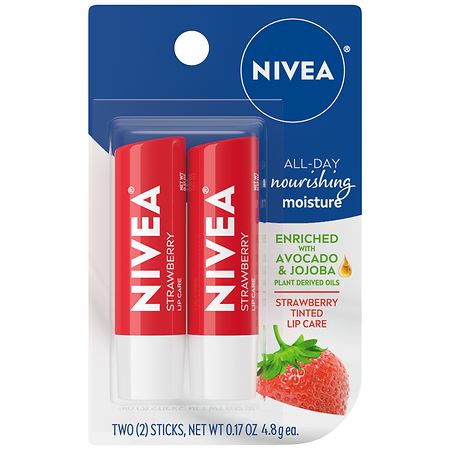 NIVEA®
ALL-DAY
nourishing
moisture
ENRICHED
WITH
AVOCADO
& JOJOBA
PLANT DERIVED OILS
STRAWBERRY
TINTED
LIP CARE
NIVEA®
STRAWBERRY
LIP CARE
NIVEA®
STRAWBERRY
LIP CARE
TWO (2) STICKS, NET WT 0.17 OZ 4.8 g ea.